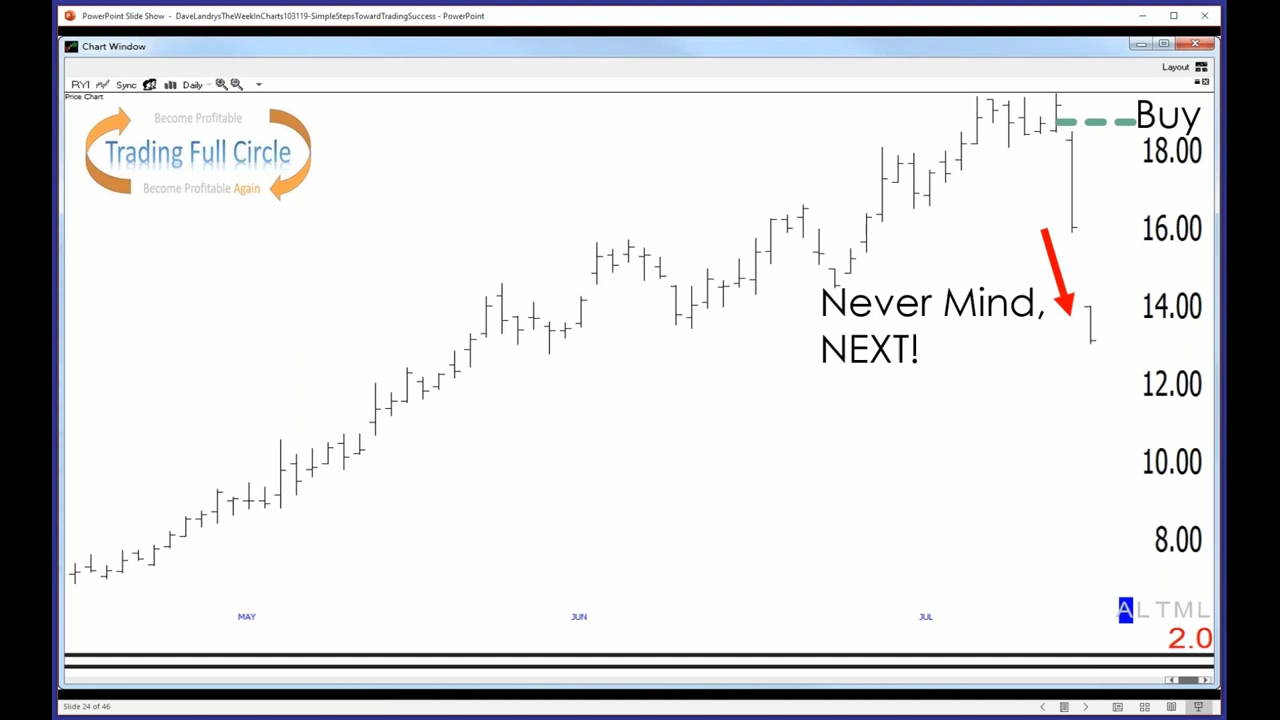 PowerPoint Slide Show - DaveLandrysTheWeekInCharts103119-SimpleStepsTowardTradingSuccess - PowerPoint
Chart Window
Layout
RYI Sync Daily
Price Chart
Become Profitable
Trading Full Circle
Become Profitable Again
Buy
18.00
16.00
Never Mind,
NEXT!
14.00
12.00
10.00
8.00
MAY JUN JUL
ALTML
2.0
Slide 24 of 46